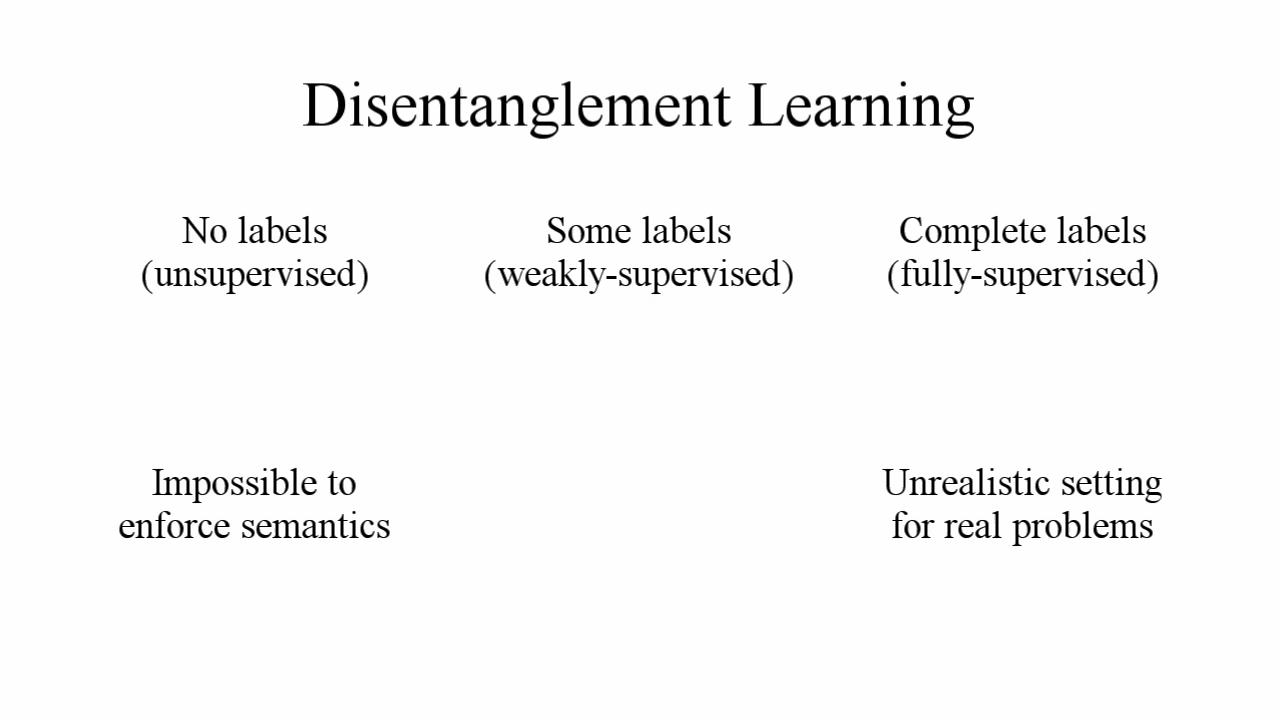 Disentanglement Learning
No labels
(unsupervised)
Some labels
(weakly-supervised)
Complete labels
(fully-supervised)
Impossible to
enforce semantics
Unrealistic setting
for real problems